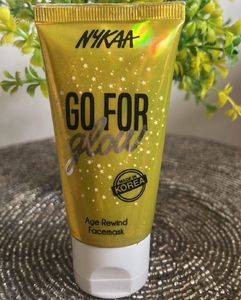 NYKAA
GO FOR
glow
MADE IN
KOREA
Age Rewind
Facemask